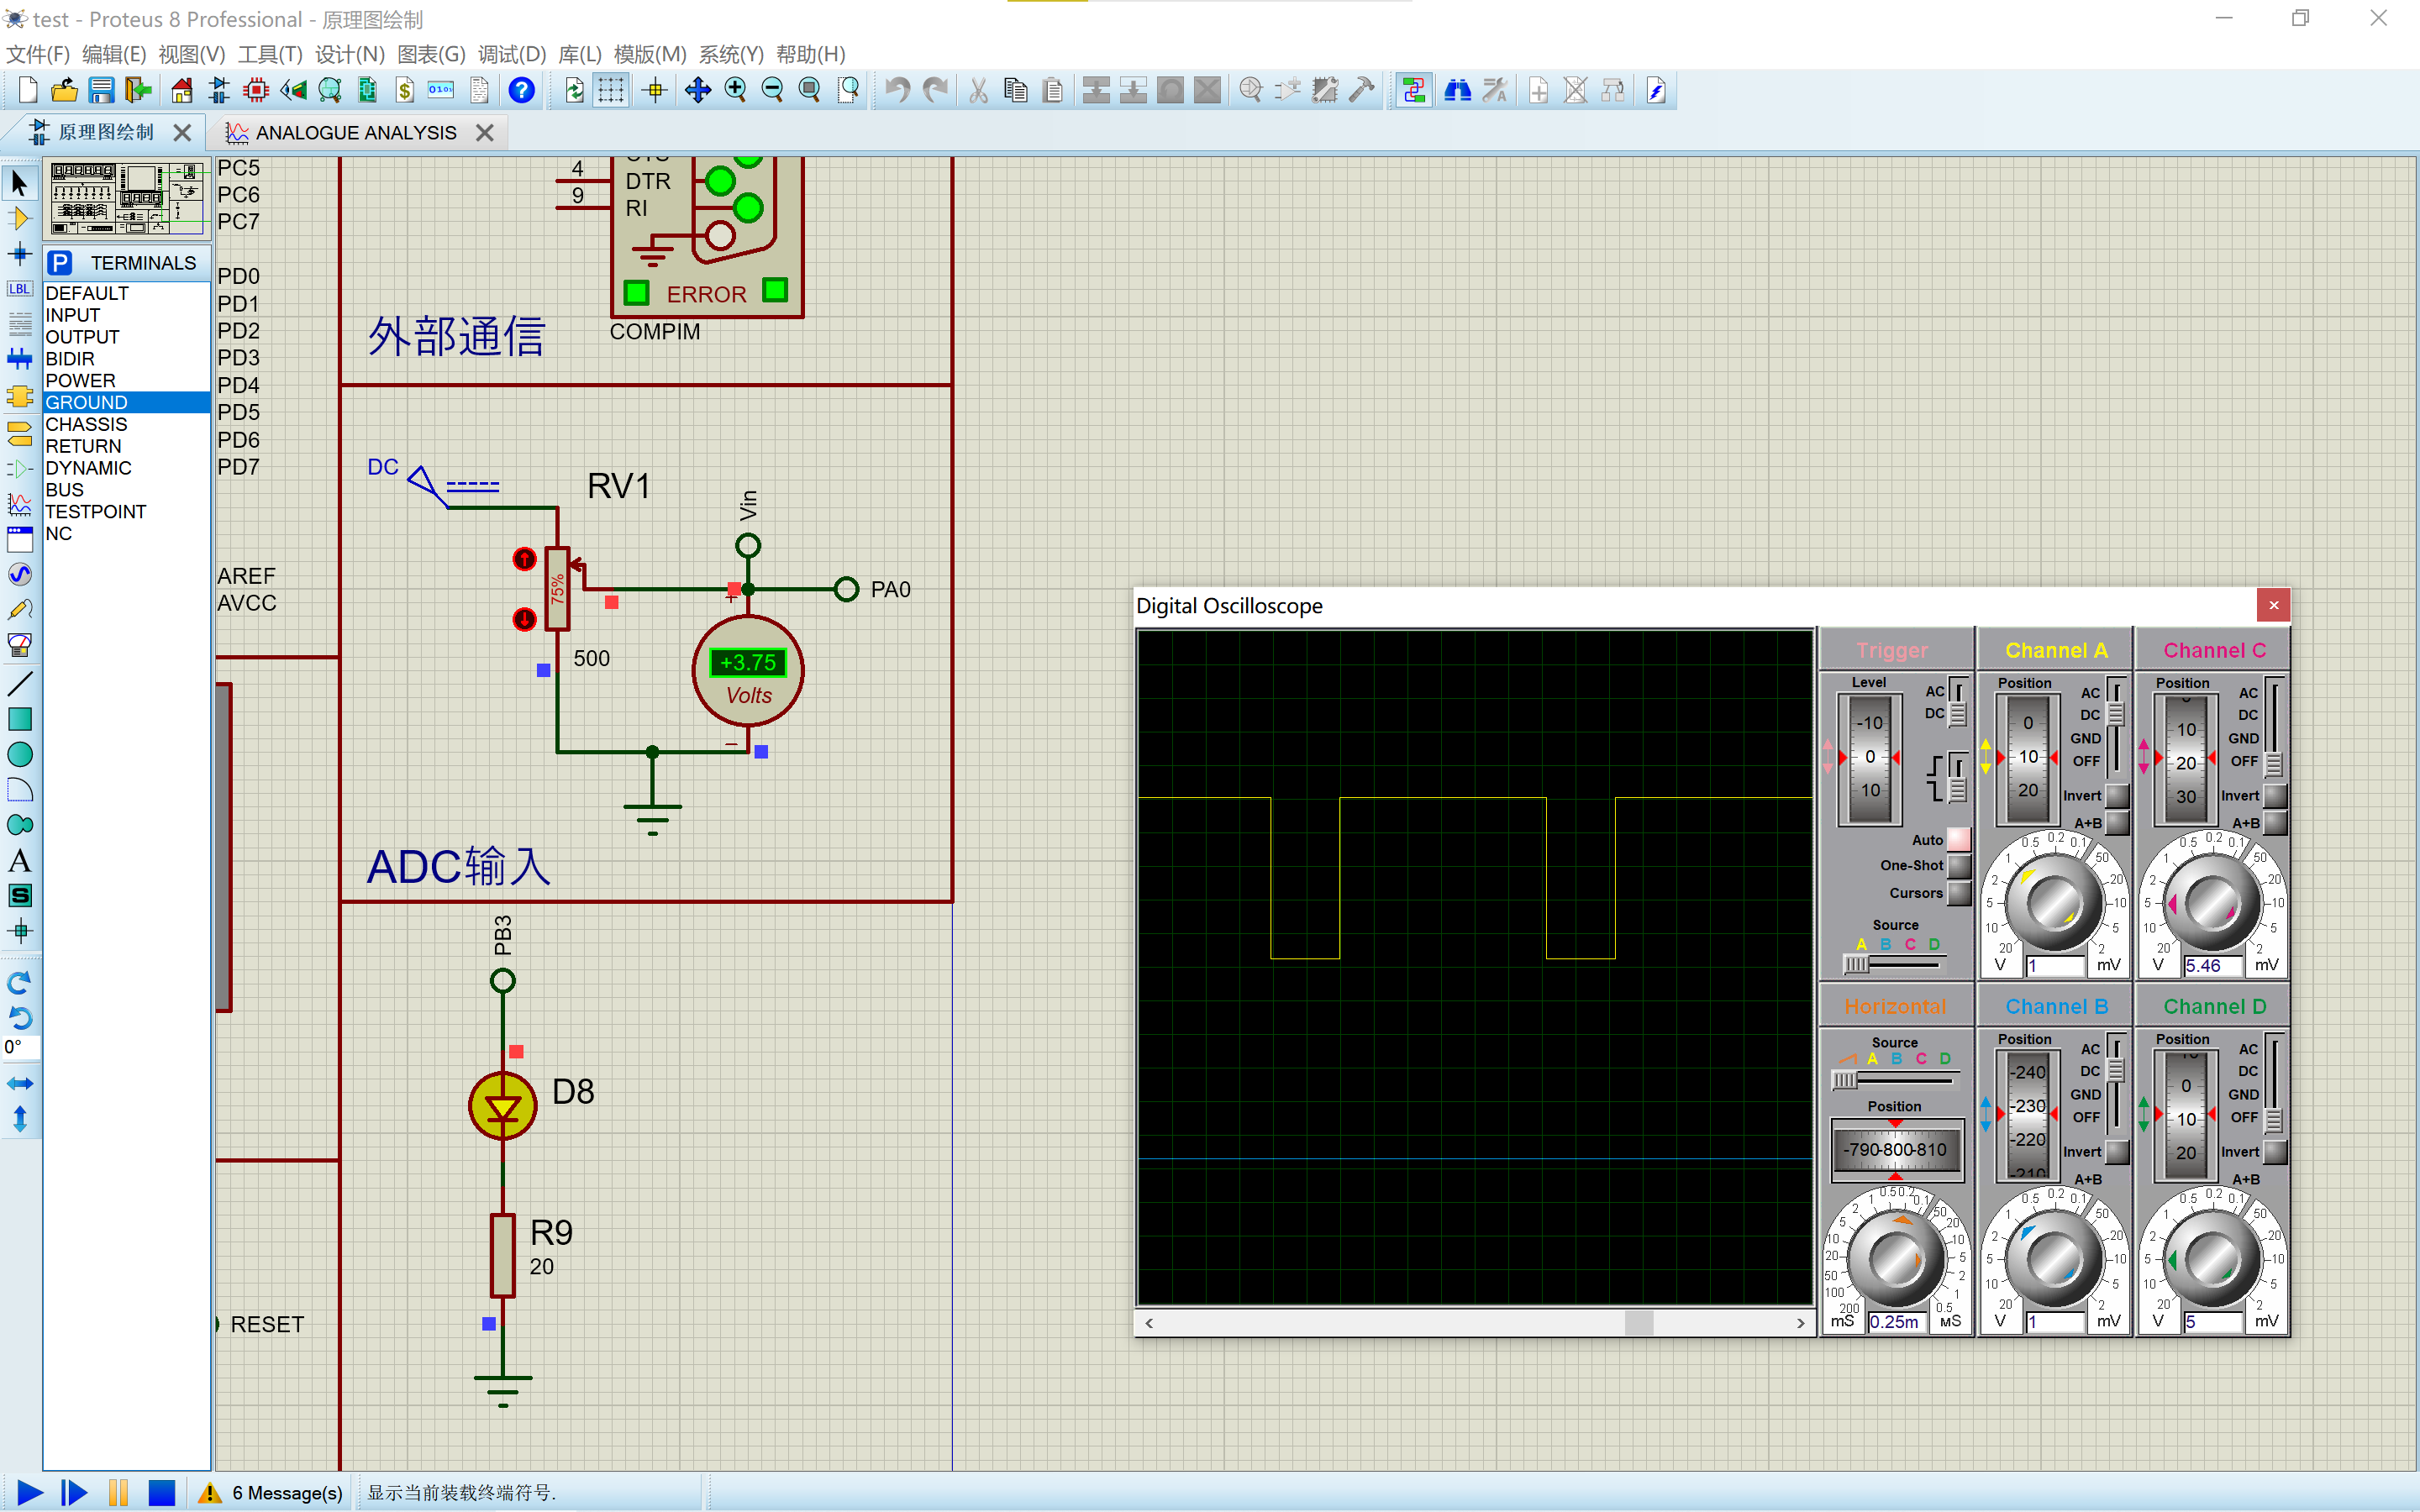 test - Proteus 8 Professional - 原理图绘制
文件(F) 编辑(E) 视图(V) 工具(T) 设计(N) 图表(G) 调试(D) 库(L) 模版(M) 系统(Y) 帮助(H)
原理图绘制
ANALOGUE ANALYSIS
P TERMINALS
DEFAULT
INPUT
OUTPUT
BIDIR
POWER
GROUND
CHASSIS
RETURN
DYNAMIC
BUS
TESTPOINT
NC
LBL
A
S
0°
PC5
PC6
PC7
PD0
PD1
PD2
PD3
PD4
PD5
PD6
PD7
AREF
AVCC
RESET
4 DTR
9 RI
ERROR
COMPIM
外部通信
DC
RV1
Vin
75%
PA0
500
+3.75
Volts
ADC输入
PB3
D8
R9
20
Digital Oscilloscope
Trigger
Level
-10
0
10
AC
DC
Auto
One-Shot
Cursors
Source
A B C D
Channel A
Position
0
10
20
AC
DC
GND
OFF
Invert
A+B
V 1 mV
Channel C
Position
10
20
30
AC
DC
GND
OFF
Invert
A+B
V 5.46 mV
Horizontal
Source
A B C D
Position
-790-800-810
mS 0.25m
Channel B
Position
-240
-230
-220
-210
AC
DC
GND
OFF
Invert
A+B
V 1 mV
Channel D
Position
0
10
20
AC
DC
GND
OFF
Invert
A+B
V 5 mV
6 Message(s)
显示当前装载终端符号.